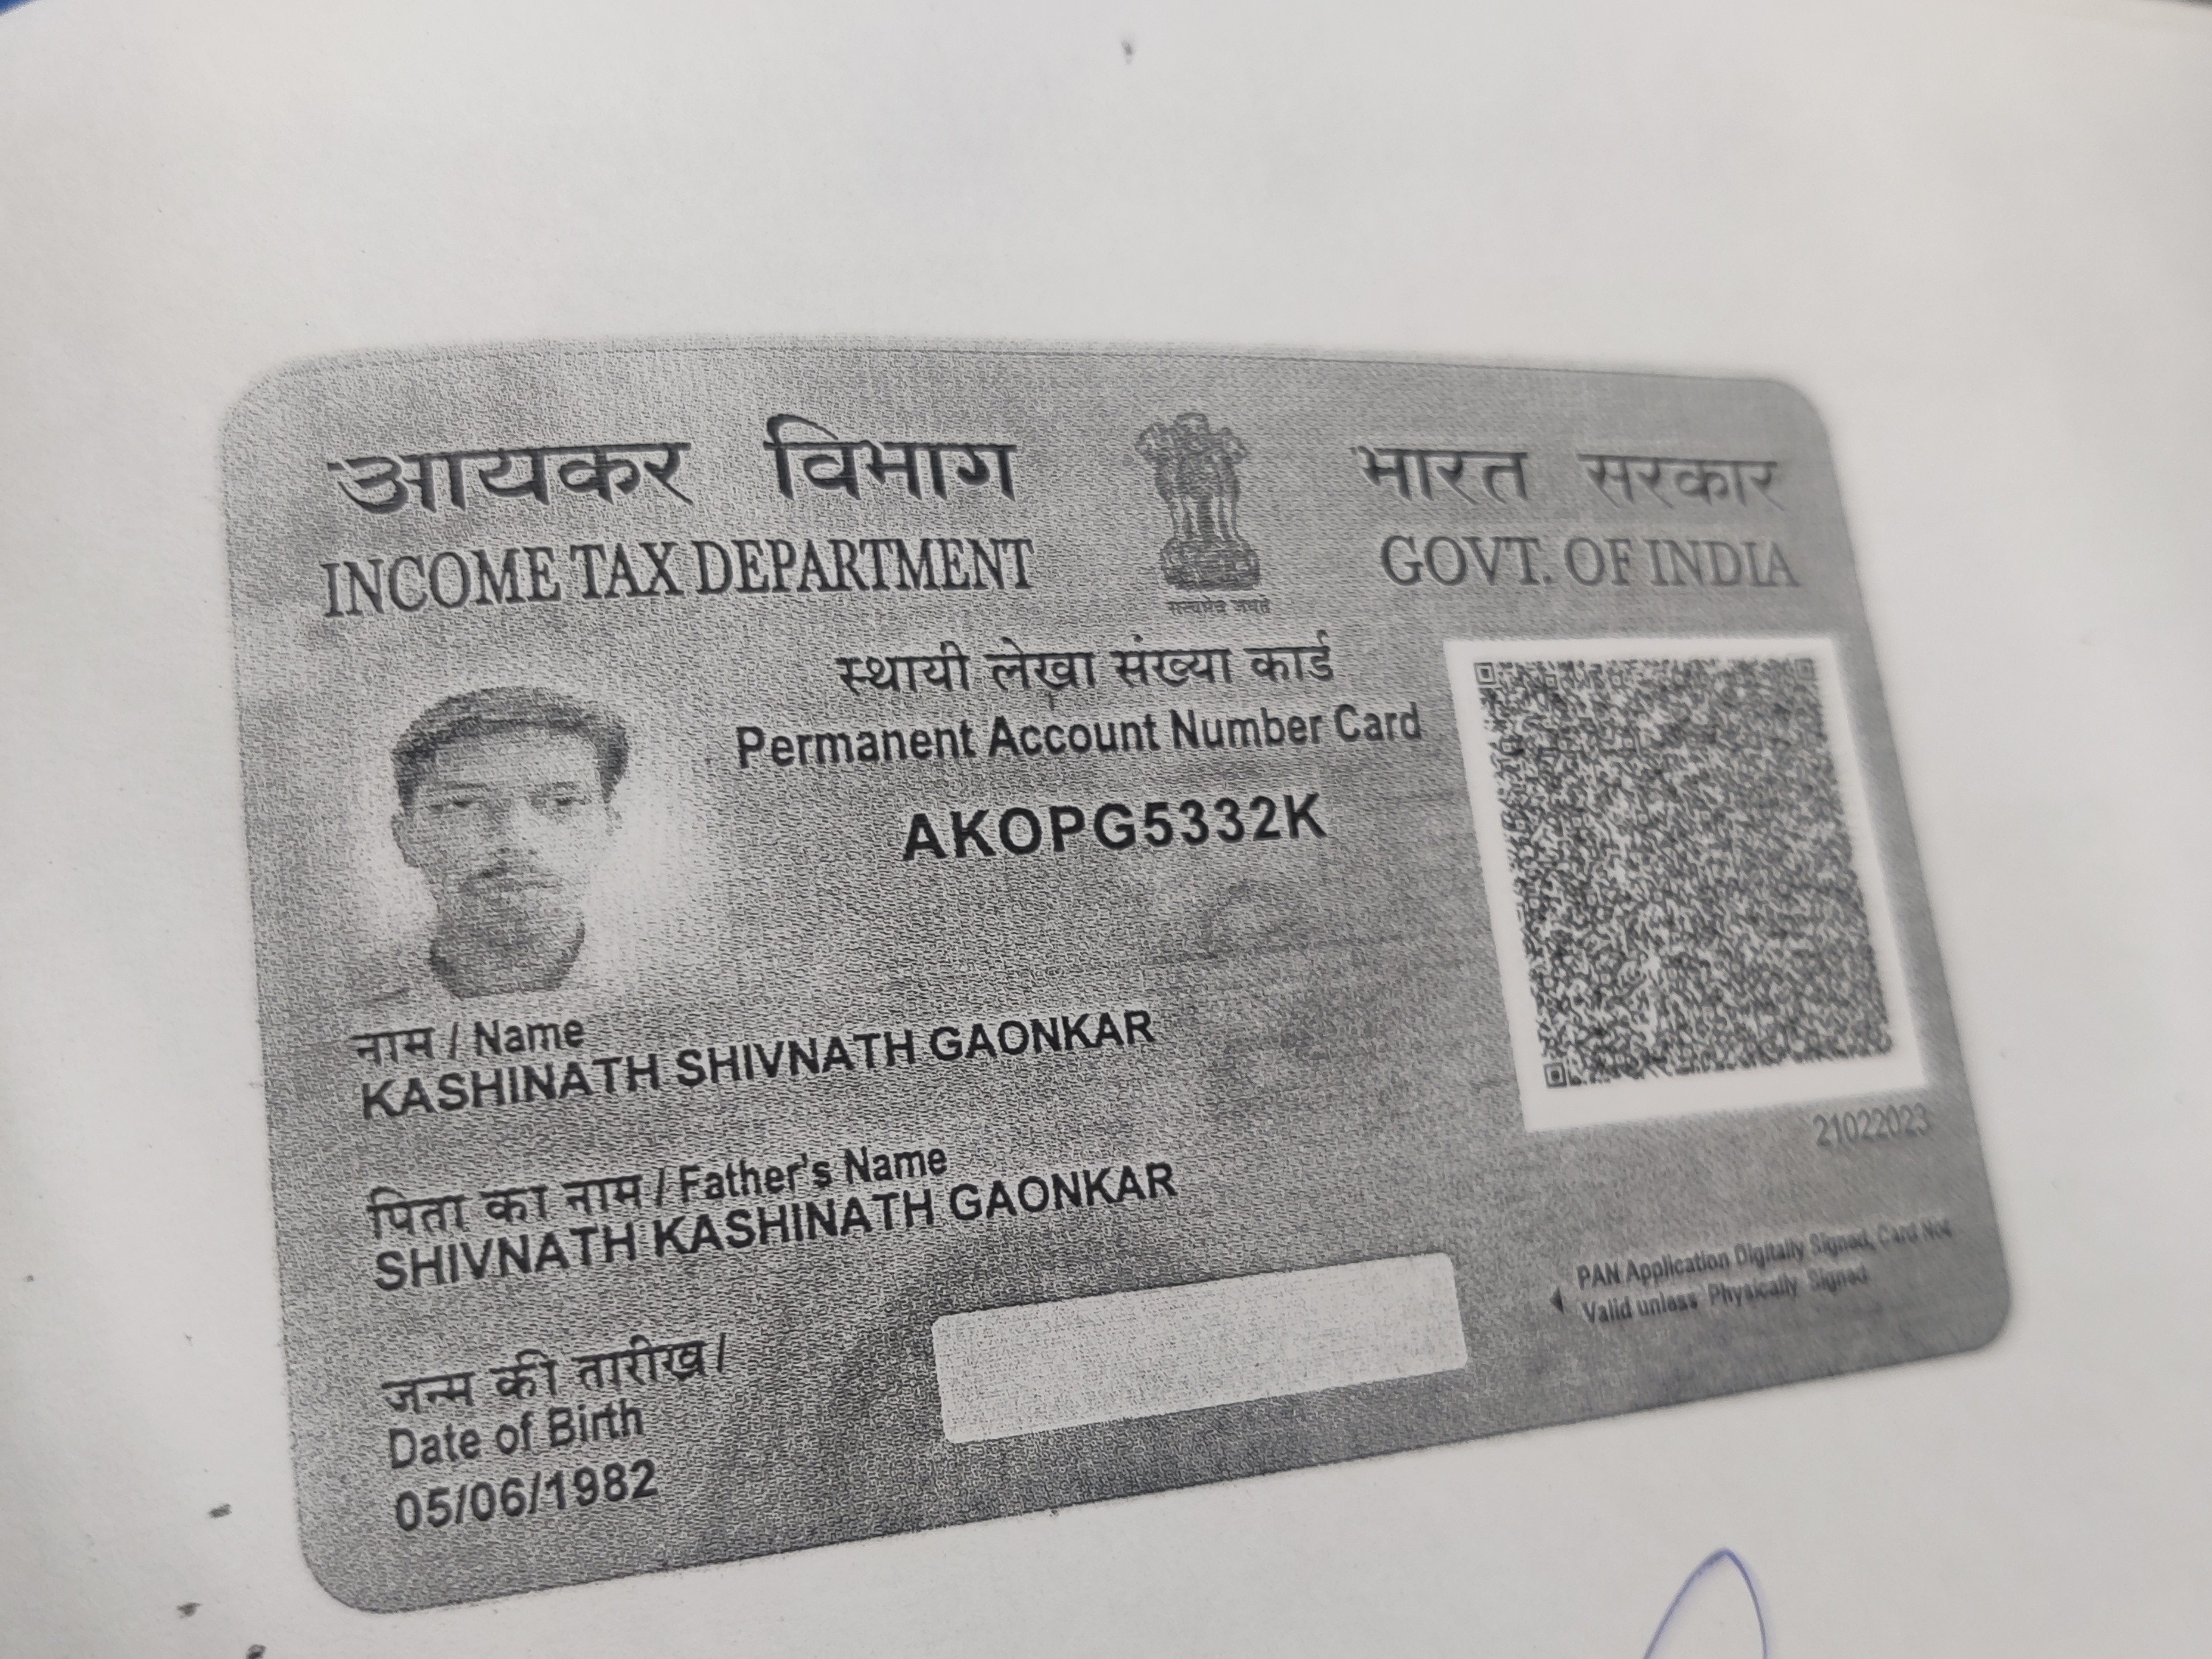 आयकर विभाग
INCOME TAX DEPARTMENT
सत्यमेव जयते
भारत सरकार
GOVT. OF INDIA
स्थायी लेखा संख्या कार्ड
Permanent Account Number Card
AKOPG5332K
नाम / Name
KASHINATH SHIVNATH GAONKAR
पिता का नाम / Father's Name
SHIVNATH KASHINATH GAONKAR
जन्म की तारीख /
Date of Birth
05/06/1982
21022023
PAN Application Digitally Signed, Card Not
Valid unless Physically Signed